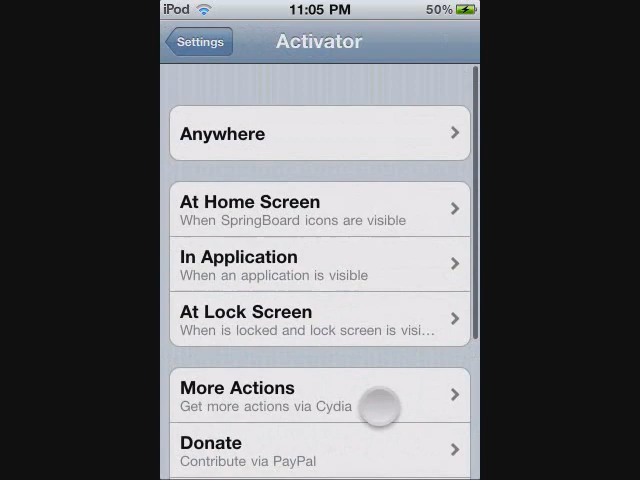 iPod 11:05 PM 50%
Settings Activator
Anywhere
At Home Screen
When SpringBoard icons are visible
In Application
When an application is visible
At Lock Screen
When is locked and lock screen is visi...
More Actions
Get more actions via Cydia
Donate
Contribute via PayPal